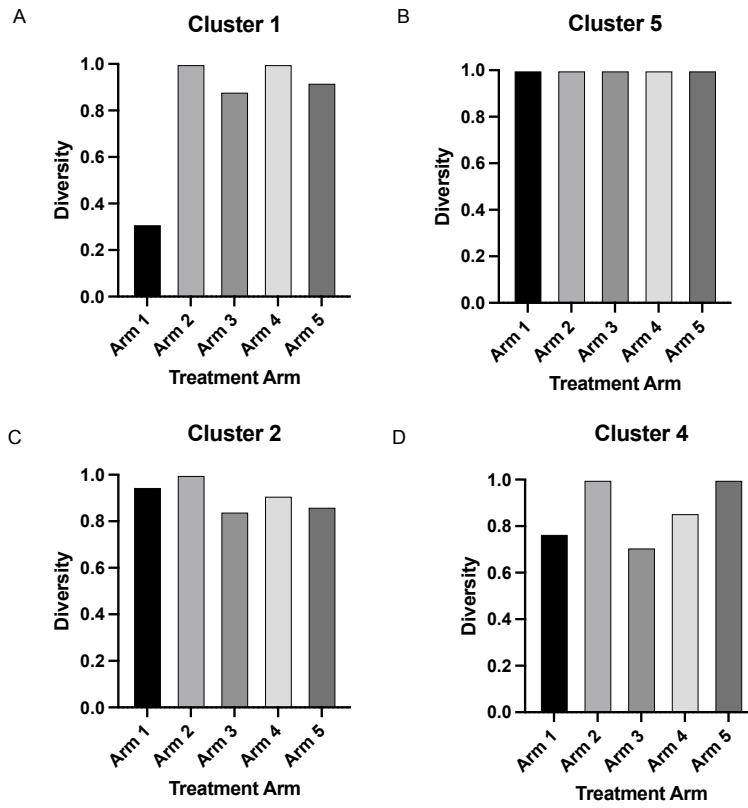 A
Cluster 1
Diversity
1.0
0.8
0.6
0.4
0.2
0.0
Arm 1
Arm 2
Arm 3
Arm 4
Arm 5
Treatment Arm
B
Cluster 5
Diversity
1.0
0.8
0.6
0.4
0.2
0.0
Arm 1
Arm 2
Arm 3
Arm 4
Arm 5
Treatment Arm
C
Cluster 2
Diversity
1.0
0.8
0.6
0.4
0.2
0.0
Arm 1
Arm 2
Arm 3
Arm 4
Arm 5
Treatment Arm
D
Cluster 4
Diversity
1.0
0.8
0.6
0.4
0.2
0.0
Arm 1
Arm 2
Arm 3
Arm 4
Arm 5
Treatment Arm